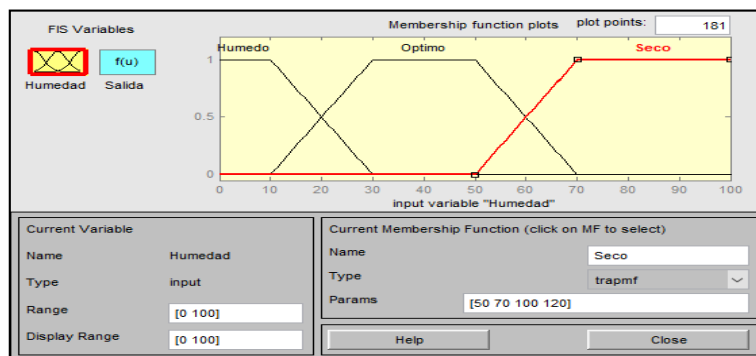 FIS Variables
Membership function plots
plot points:
181
f(u)
Humedad
Salida
Humedo
Optimo
Seco
1
0.5
0
0
10
20
30
40
50
60
70
80
90
100
input variable "Humedad"
Current Variable
Name
Humedad
Type
input
Range
[0 100]
Display Range
[0 100]
Current Membership Function (click on MF to select)
Name
Seco
Type
trapmf
Params
[50 70 100 120]
Help
Close